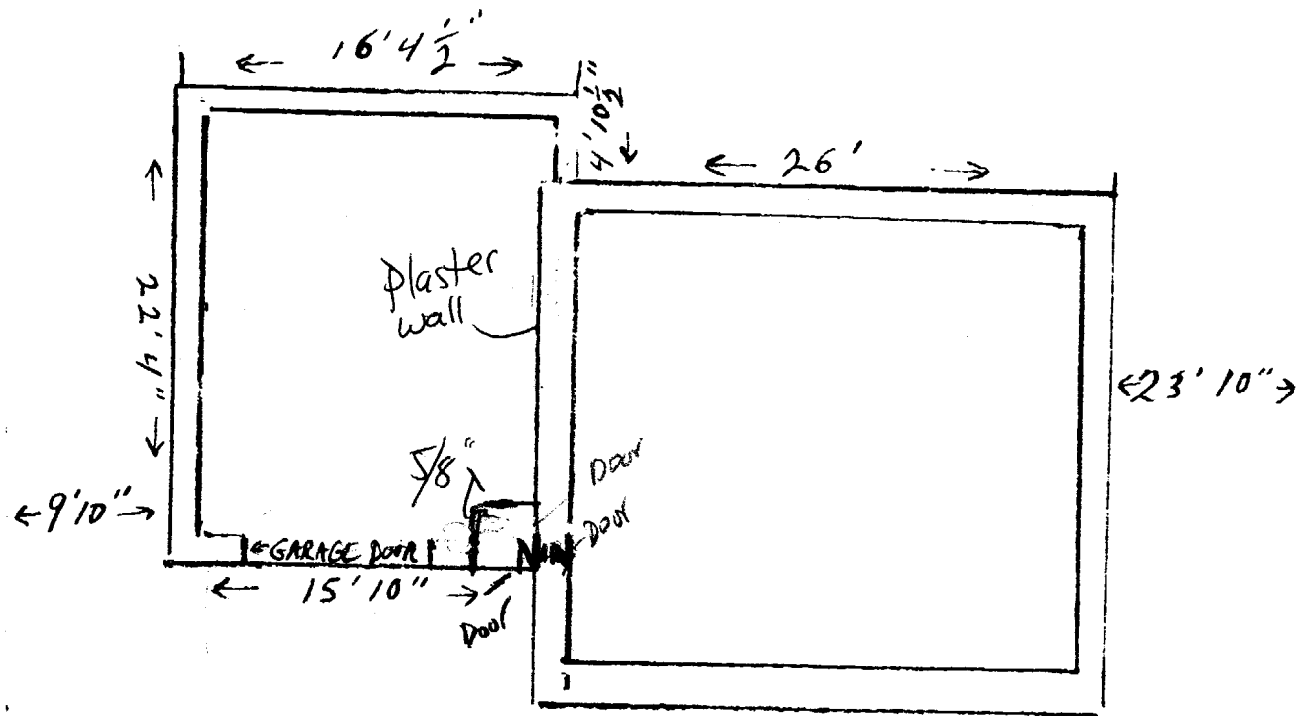 16' 4 1/2"
4' 10 1/2"
26'
plaster
wall
22' 4"
23' 10"
5/8"
Door
Door
9' 10"
GARAGE DOOR
15' 10"
Door